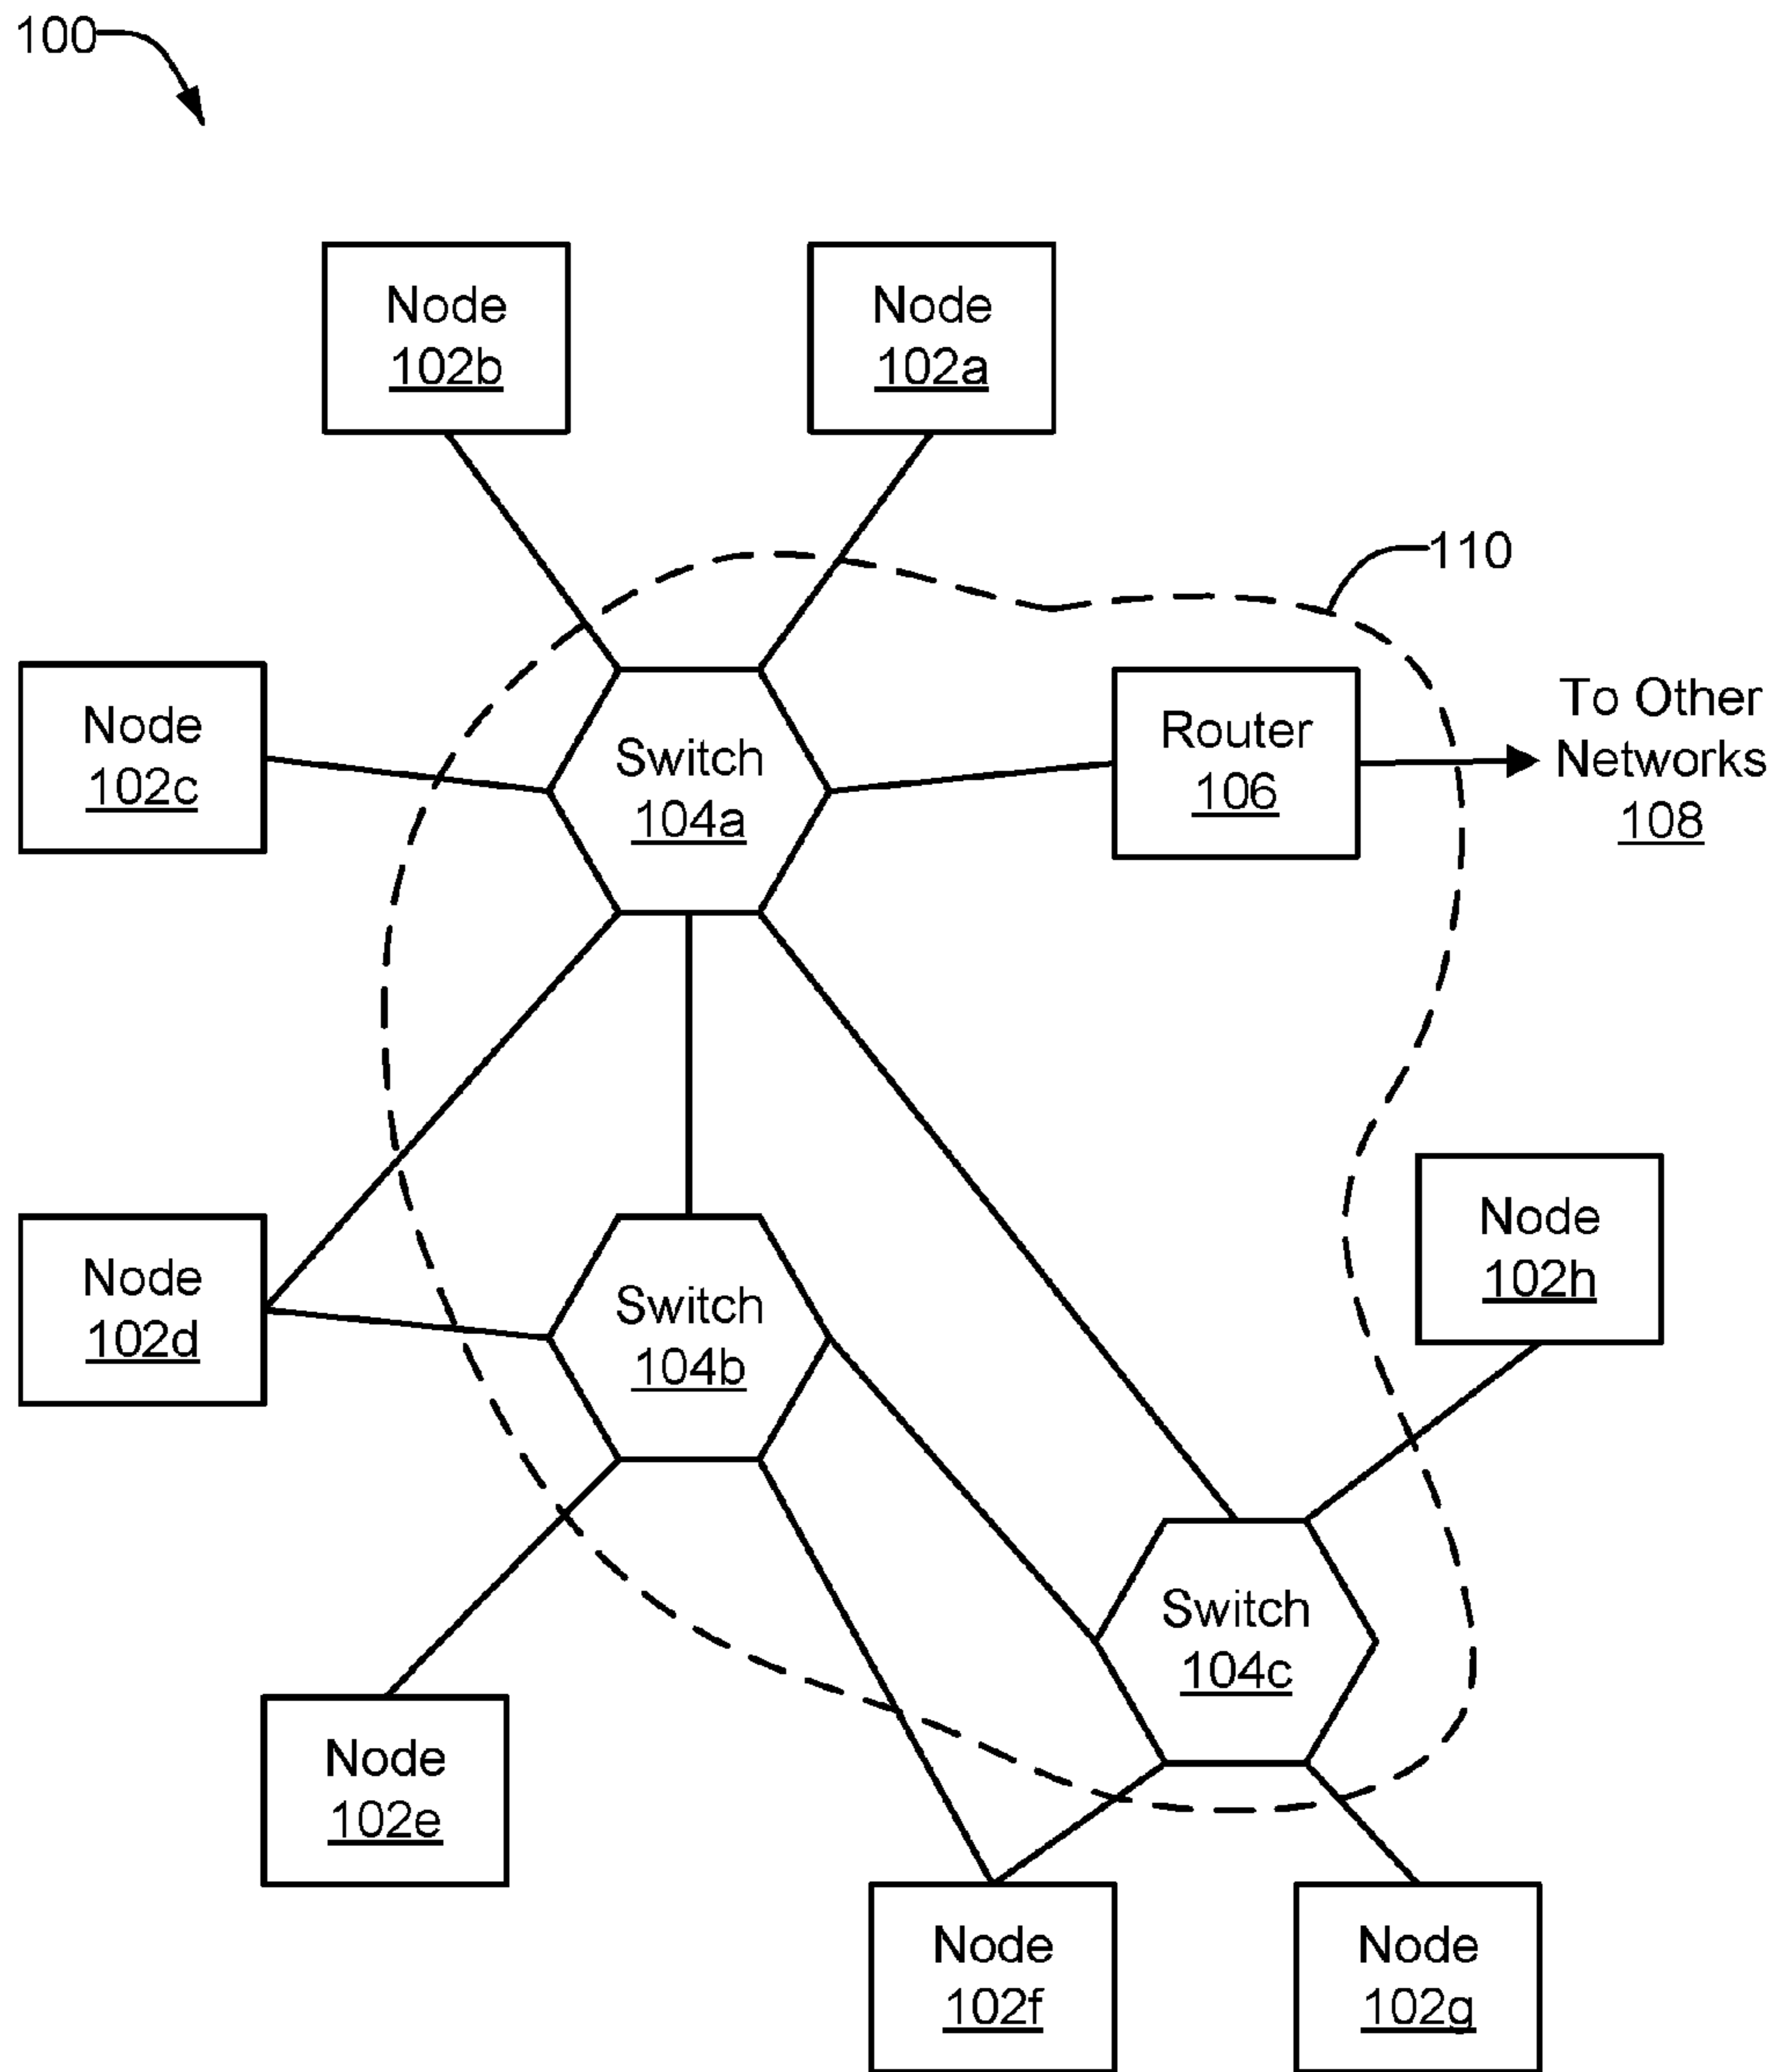 100
Node
102b
Node
102a
110
Node
102c
Switch
104a
Router
106
To Other
Networks
108
Node
102d
Switch
104b
Node
102h
Switch
104c
Node
102e
Node
102f
Node
102g